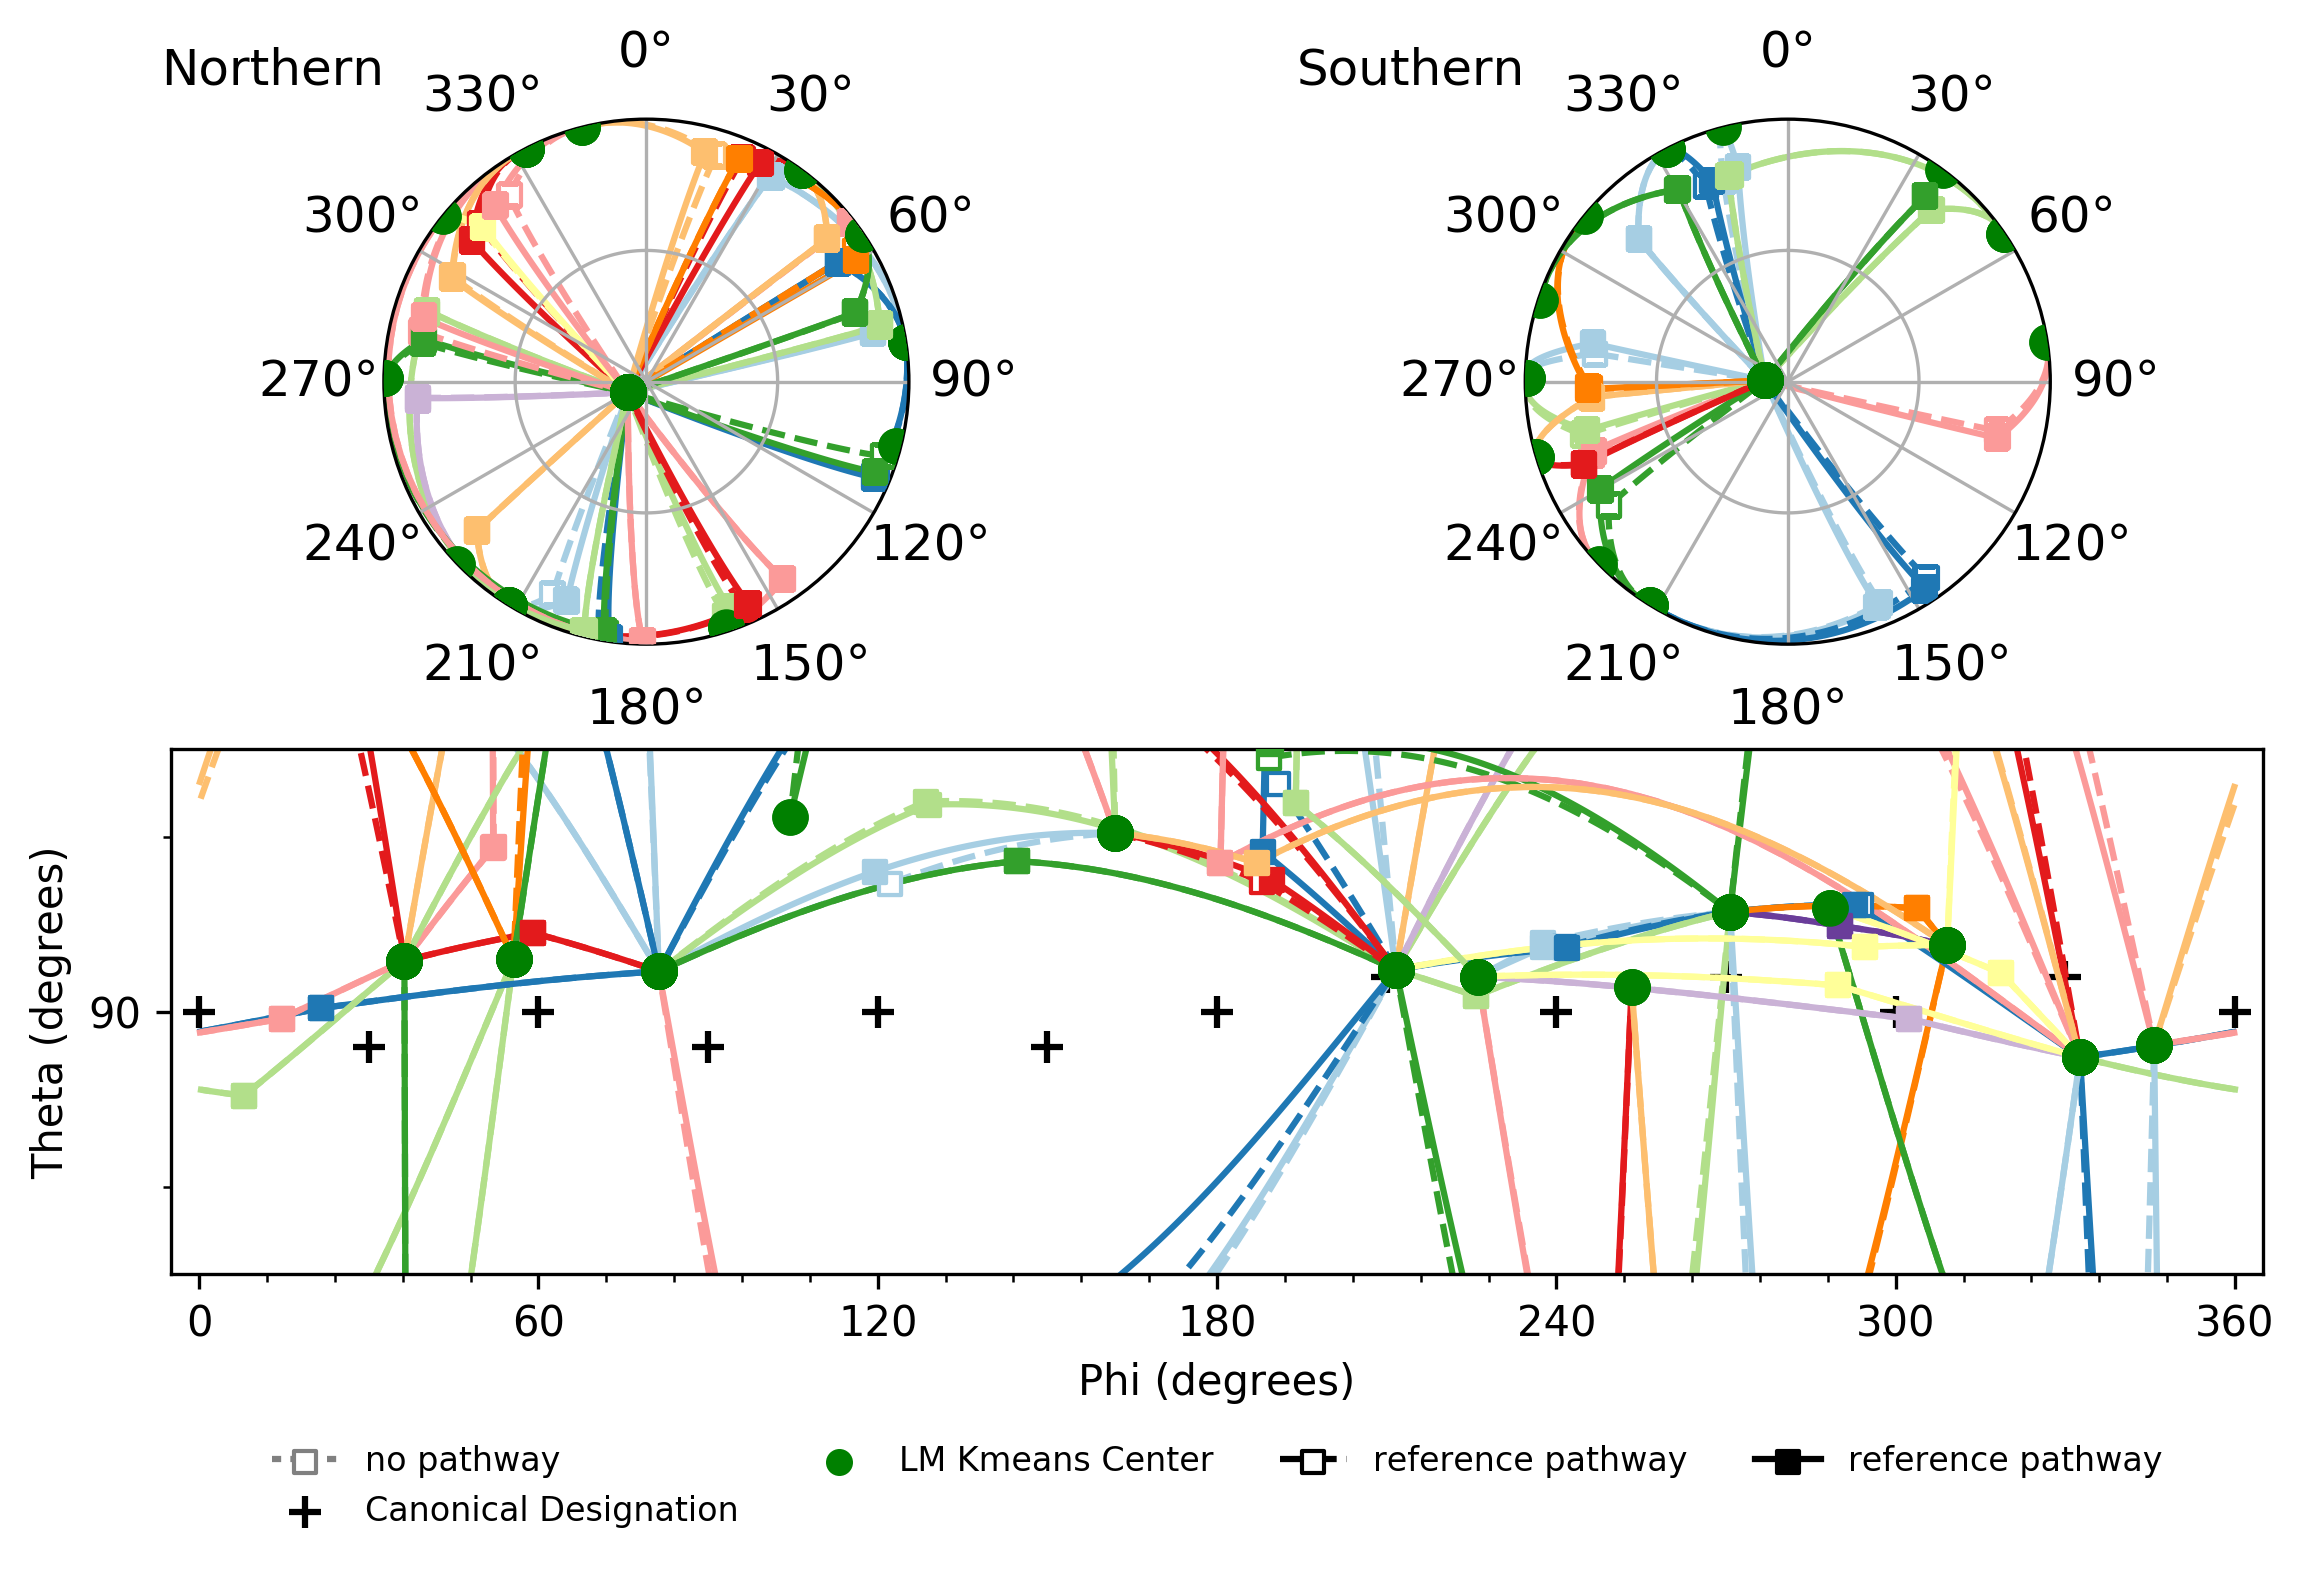 Northern
0°
30°
60°
90°
120°
150°
180°
210°
240°
270°
300°
330°
Southern
0°
30°
60°
90°
120°
150°
180°
210°
240°
270°
300°
330°
Theta (degrees)
90
0 60 120 180 240 300 360
Phi (degrees)
no pathway
Canonical Designation
LM Kmeans Center
reference pathway
reference pathway